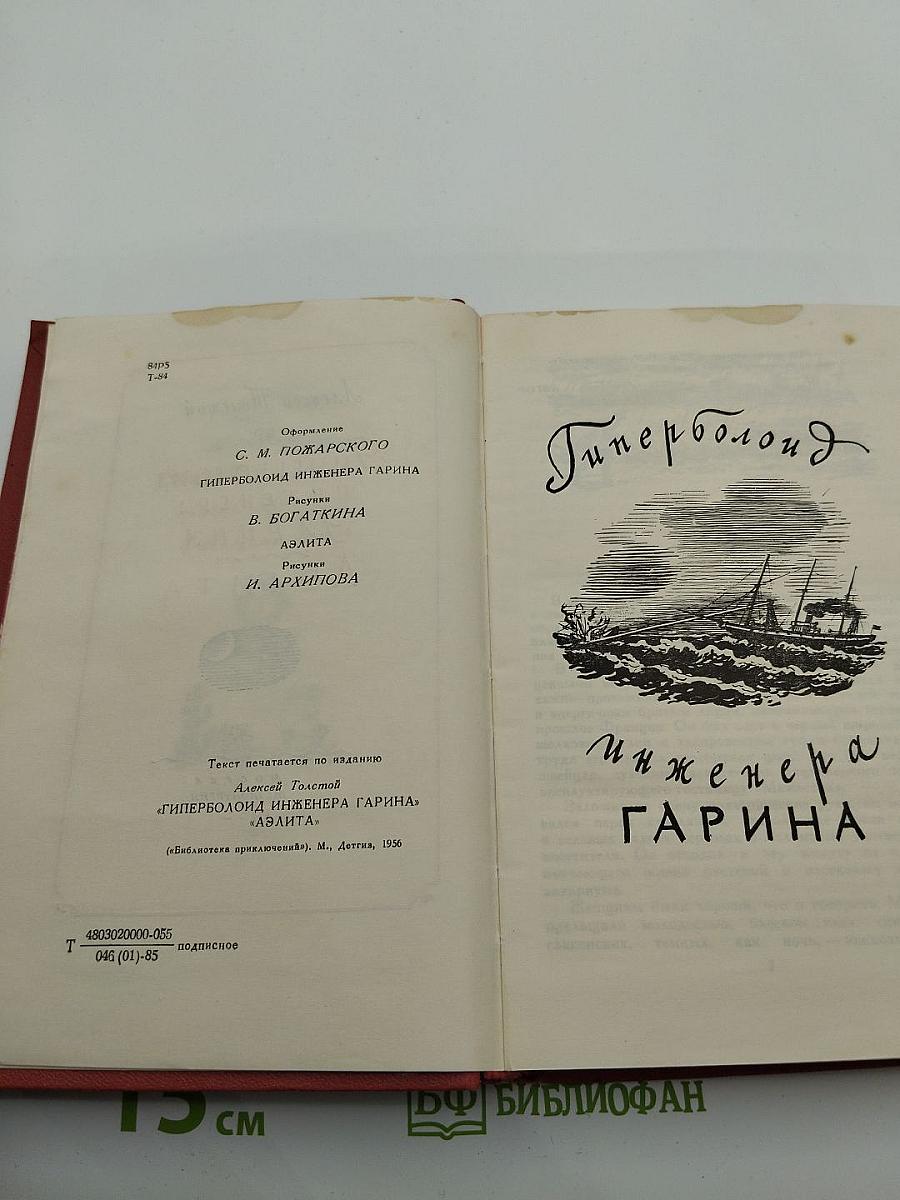 84Р5
Т-84
Оформление
С. М. ПОЖАРСКОГО
ГИПЕРБОЛОИД ИНЖЕНЕРА ГАРИНА
Рисунки
В. БОГАТКИНА
АЭЛИТА
Рисунки
И. АРХИПОВА
Текст печатается по изданию
Алексей Толстой
«ГИПЕРБОЛОИД ИНЖЕНЕРА ГАРИНА»
«АЭЛИТА»
(«Библиотека приключений»). М., Детгиз, 1956
Т 4803020000-055
046 (01)-85 подписное
Гиперболоид
инженера
ГАРИНА
15 см
БФ БИБЛИОФАН